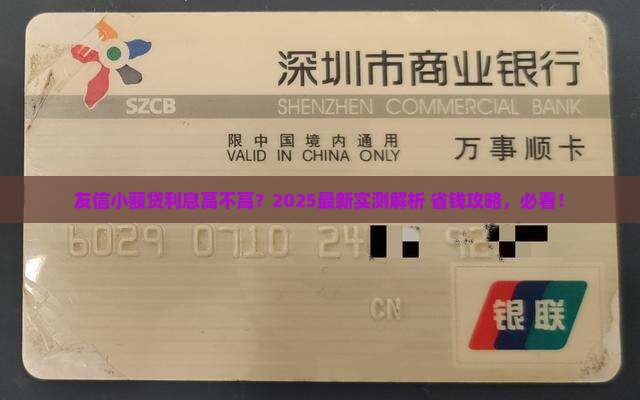 深圳市商业银行
SZCB
SHENZHEN COMMERCIAL BANK
限中国境内通用
VALID IN CHINA ONLY
万事顺卡
友信小额贷利息高不高？2025最新实测解析 省钱攻略，必看！
6029 0710 24
92
CN
银联